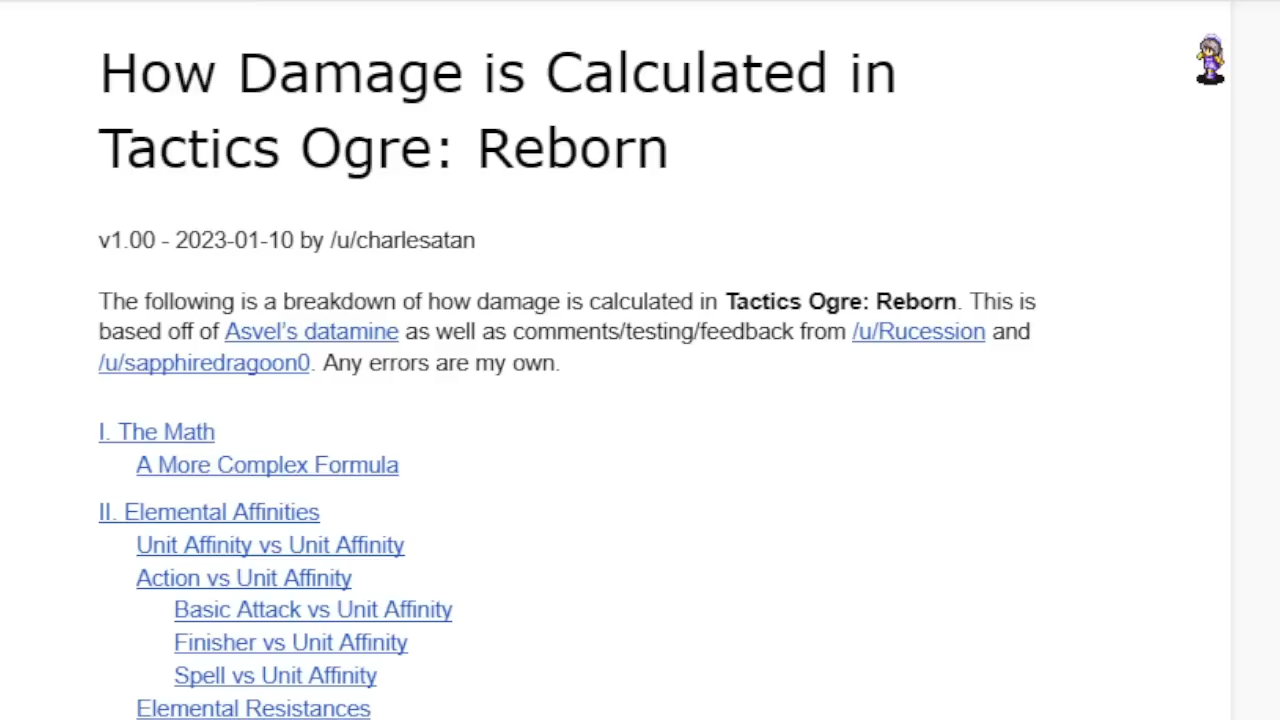 How Damage is Calculated in
Tactics Ogre: Reborn
v1.00 - 2023-01-10 by /u/charlesatan
The following is a breakdown of how damage is calculated in Tactics Ogre: Reborn. This is
based off of Asvel's datamine as well as comments/testing/feedback from /u/Rucession and
/u/sapphiredragoon0. Any errors are my own.
I. The Math
A More Complex Formula
II. Elemental Affinities
Unit Affinity vs Unit Affinity
Action vs Unit Affinity
Basic Attack vs Unit Affinity
Finisher vs Unit Affinity
Spell vs Unit Affinity
Elemental Resistances